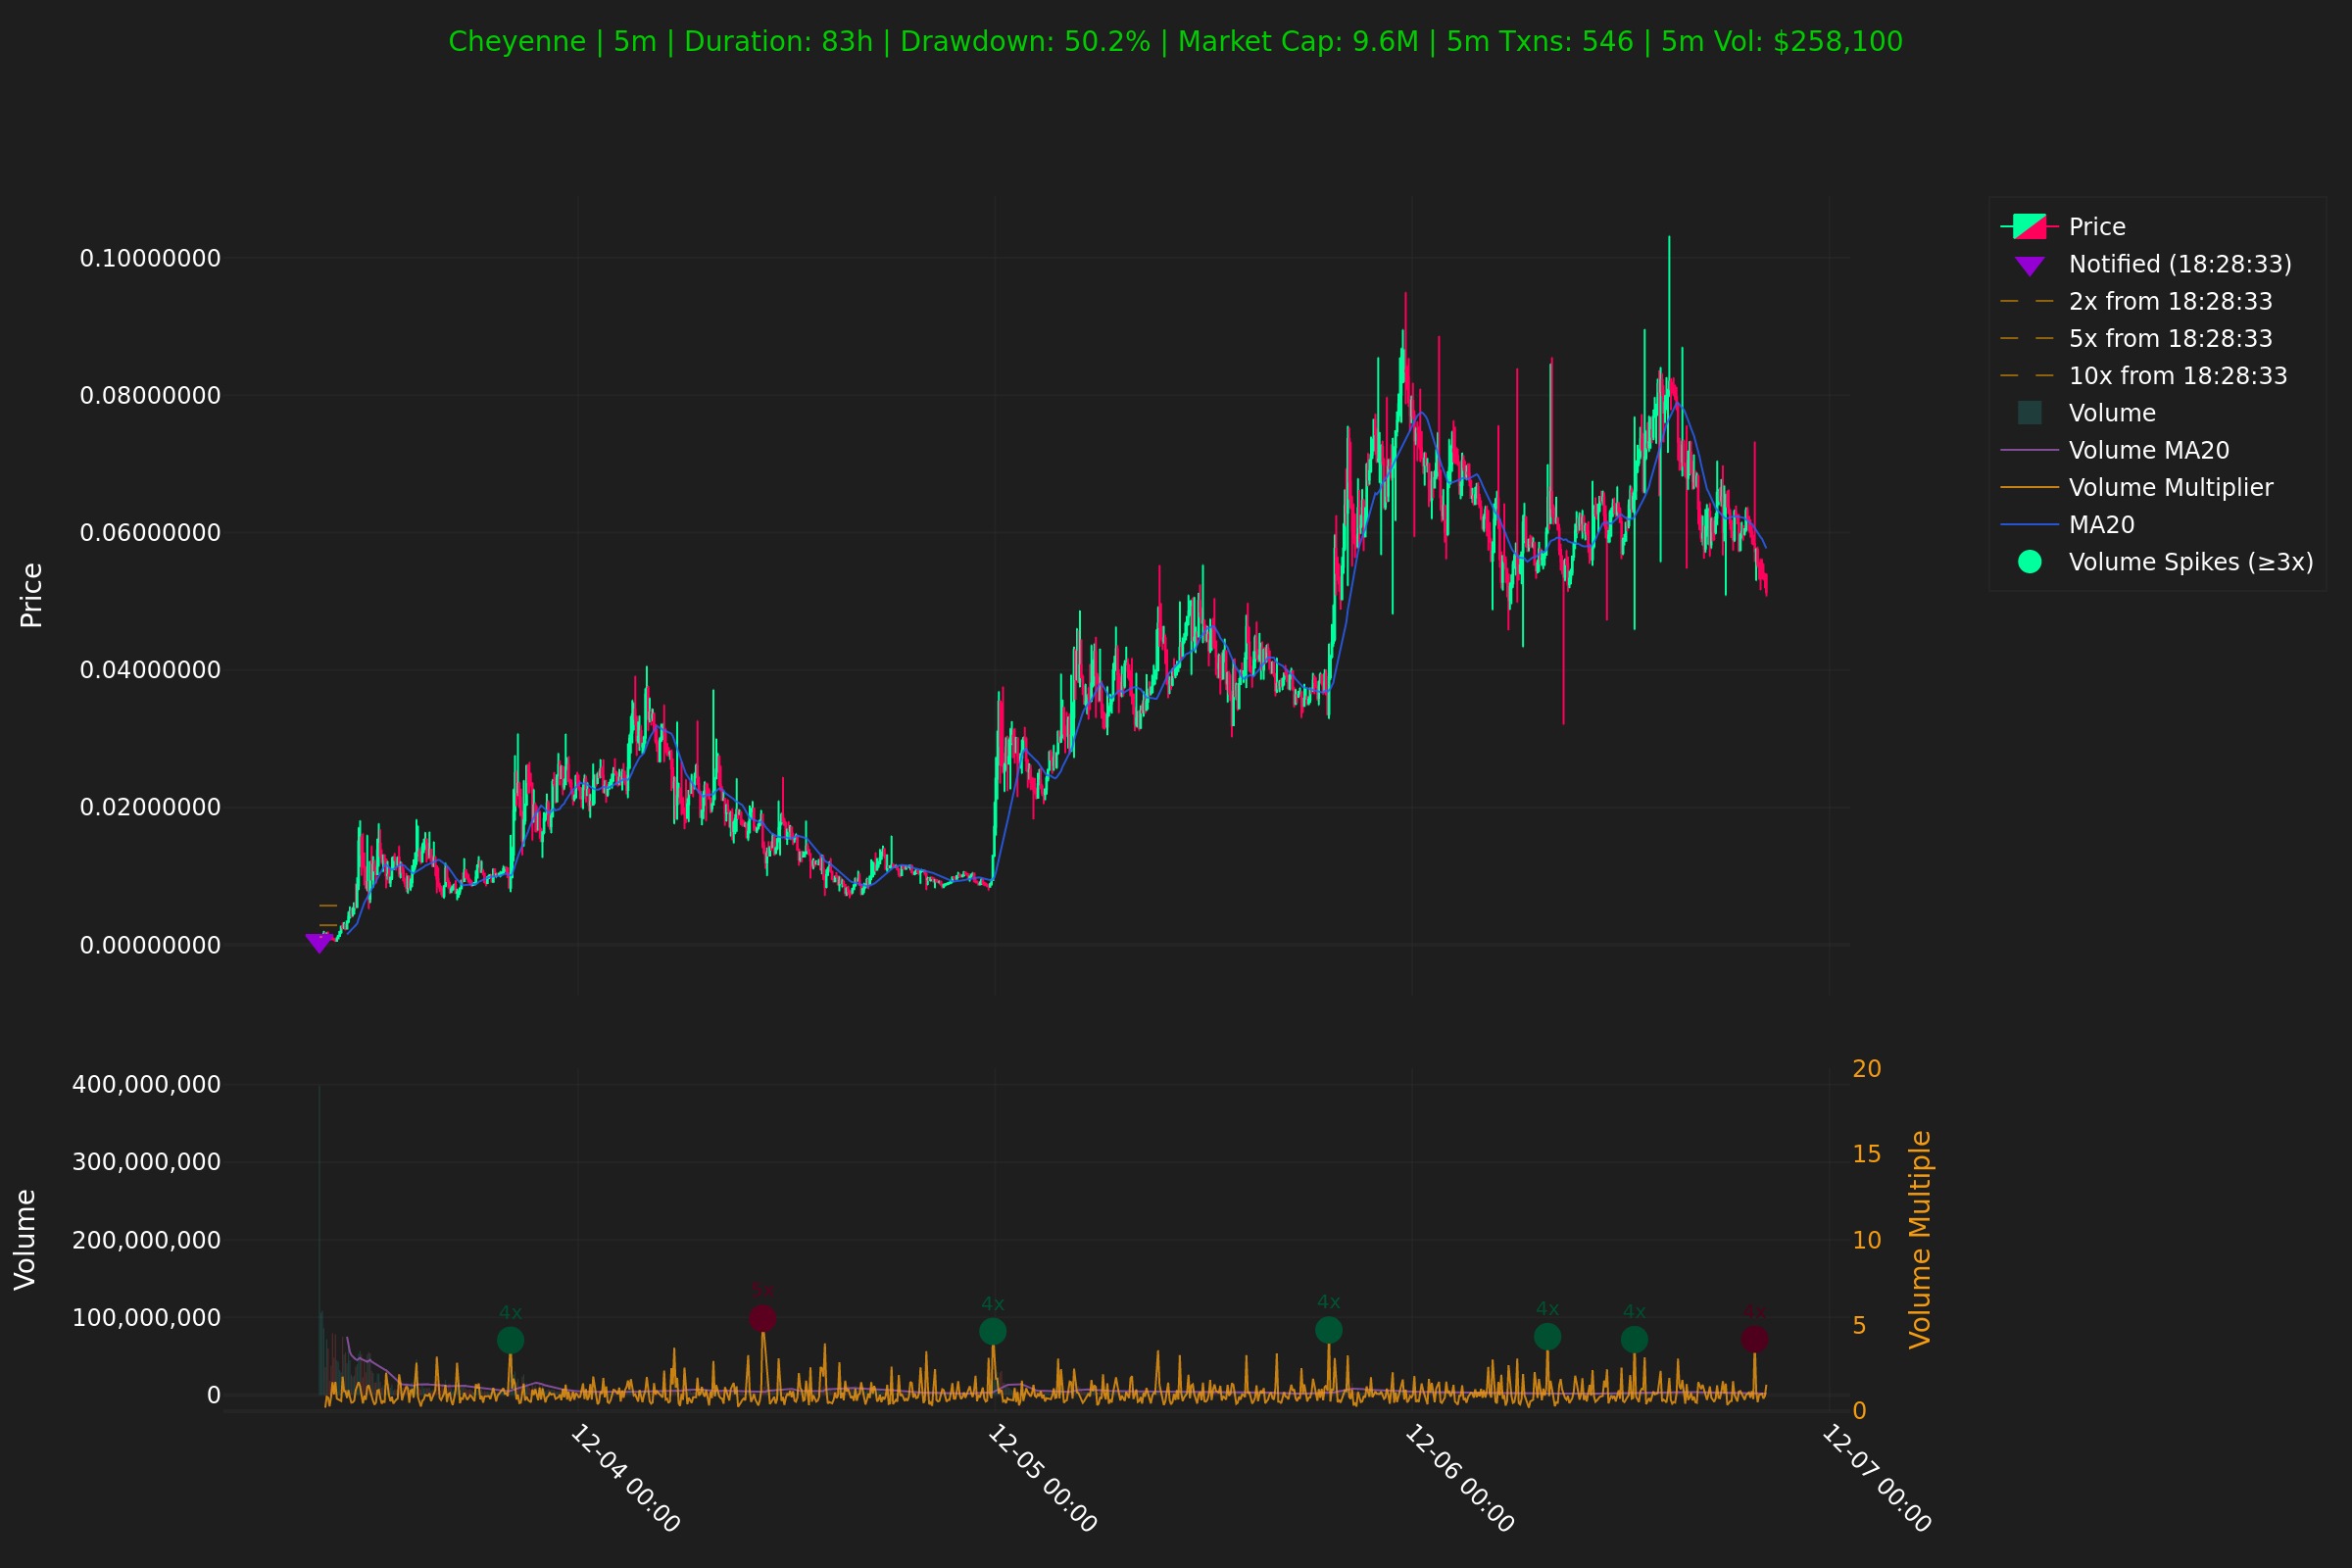 Cheyenne | 5m | Duration: 83h | Drawdown: 50.2% | Market Cap: 9.6M | 5m Txns: 546 | 5m Vol: $258,100
Price
0.10000000
0.08000000
0.06000000
0.04000000
0.02000000
0.00000000
Price
Notified (18:28:33)
2x from 18:28:33
5x from 18:28:33
10x from 18:28:33
Volume
Volume MA20
Volume Multiplier
MA20
Volume Spikes (≥3x)
Volume
400,000,000
300,000,000
200,000,000
100,000,000
0
4x
5x
4x
4x
4x
4x
4x
20
15
10
5
0
Volume Multiple
12-04 00:00
12-05 00:00
12-06 00:00
12-07 00:00